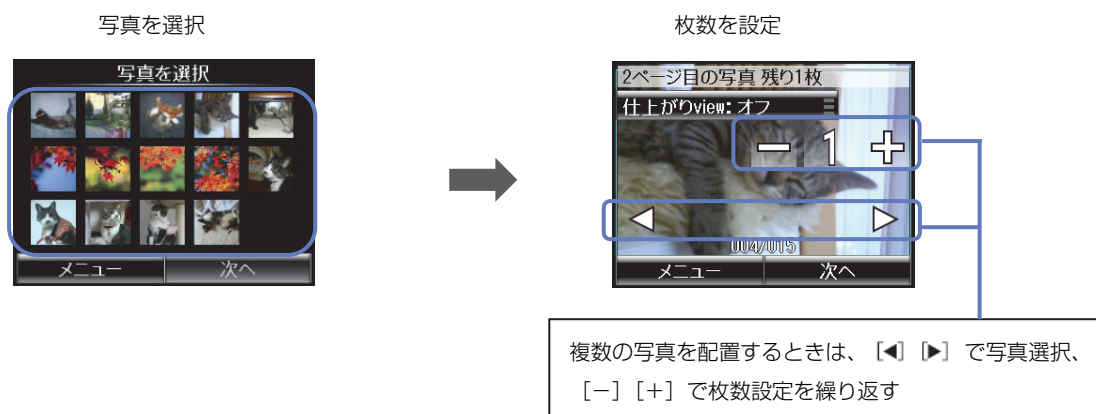 写真を選択
枚数を設定
写真を選択
メニュー
次へ
2ページ目の写真 残り1枚
仕上がりview: オフ
− 1 +
004/015
メニュー
次へ
複数の写真を配置するときは、［◀］［▶］で写真選択、
［−］［+］で枚数設定を繰り返す